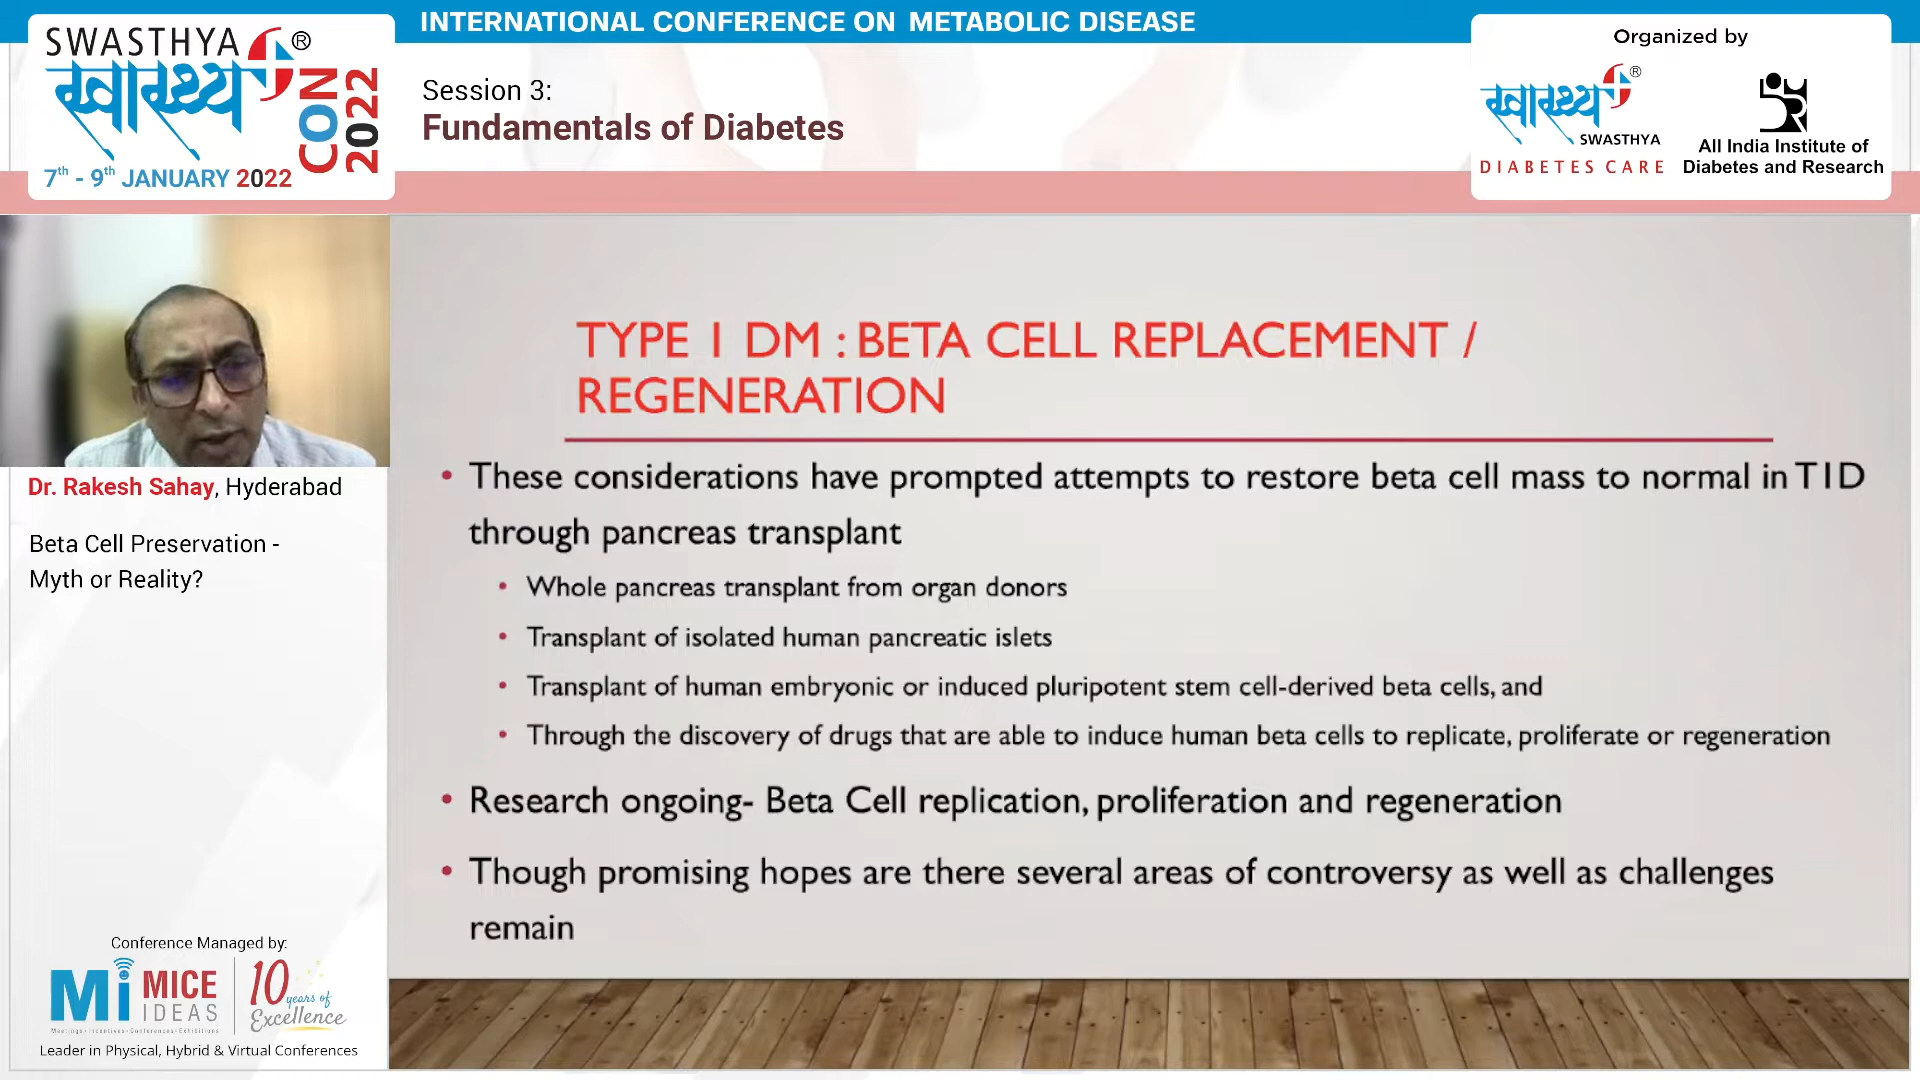 INTERNATIONAL CONFERENCE ON METABOLIC DISEASE
SWASTHYA ®
स्वास्थ्य
CON 2022
7th - 9th JANUARY 2022
Session 3:
Fundamentals of Diabetes
Organized by
स्वास्थ्य ®
SWASTHYA
DIABETES CARE
All India Institute of
Diabetes and Research
Dr. Rakesh Sahay, Hyderabad
Beta Cell Preservation -
Myth or Reality?
TYPE 1 DM : BETA CELL REPLACEMENT /
REGENERATION
• These considerations have prompted attempts to restore beta cell mass to normal in T1D
through pancreas transplant
• Whole pancreas transplant from organ donors
• Transplant of isolated human pancreatic islets
• Transplant of human embryonic or induced pluripotent stem cell-derived beta cells, and
• Through the discovery of drugs that are able to induce human beta cells to replicate, proliferate or regeneration
• Research ongoing- Beta Cell replication, proliferation and regeneration
• Though promising hopes are there several areas of controversy as well as challenges
remain
Conference Managed by:
Mi MICE
IDEAS
Meetings•Incentives•Conferences•Exhibitions
10
years of
Excellence
Leader in Physical, Hybrid & Virtual Conferences